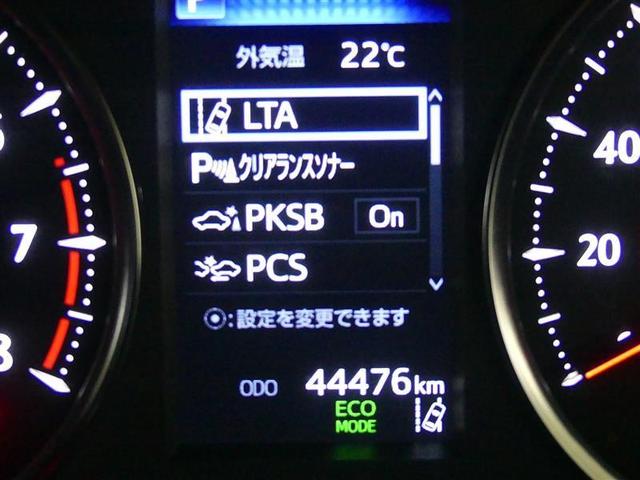 P
外気温 22℃
LTA
P クリアランスソナー
PKSB On
PCS
:設定を変更できます
ODO 44476km
ECO
MODE
7
8
40
20